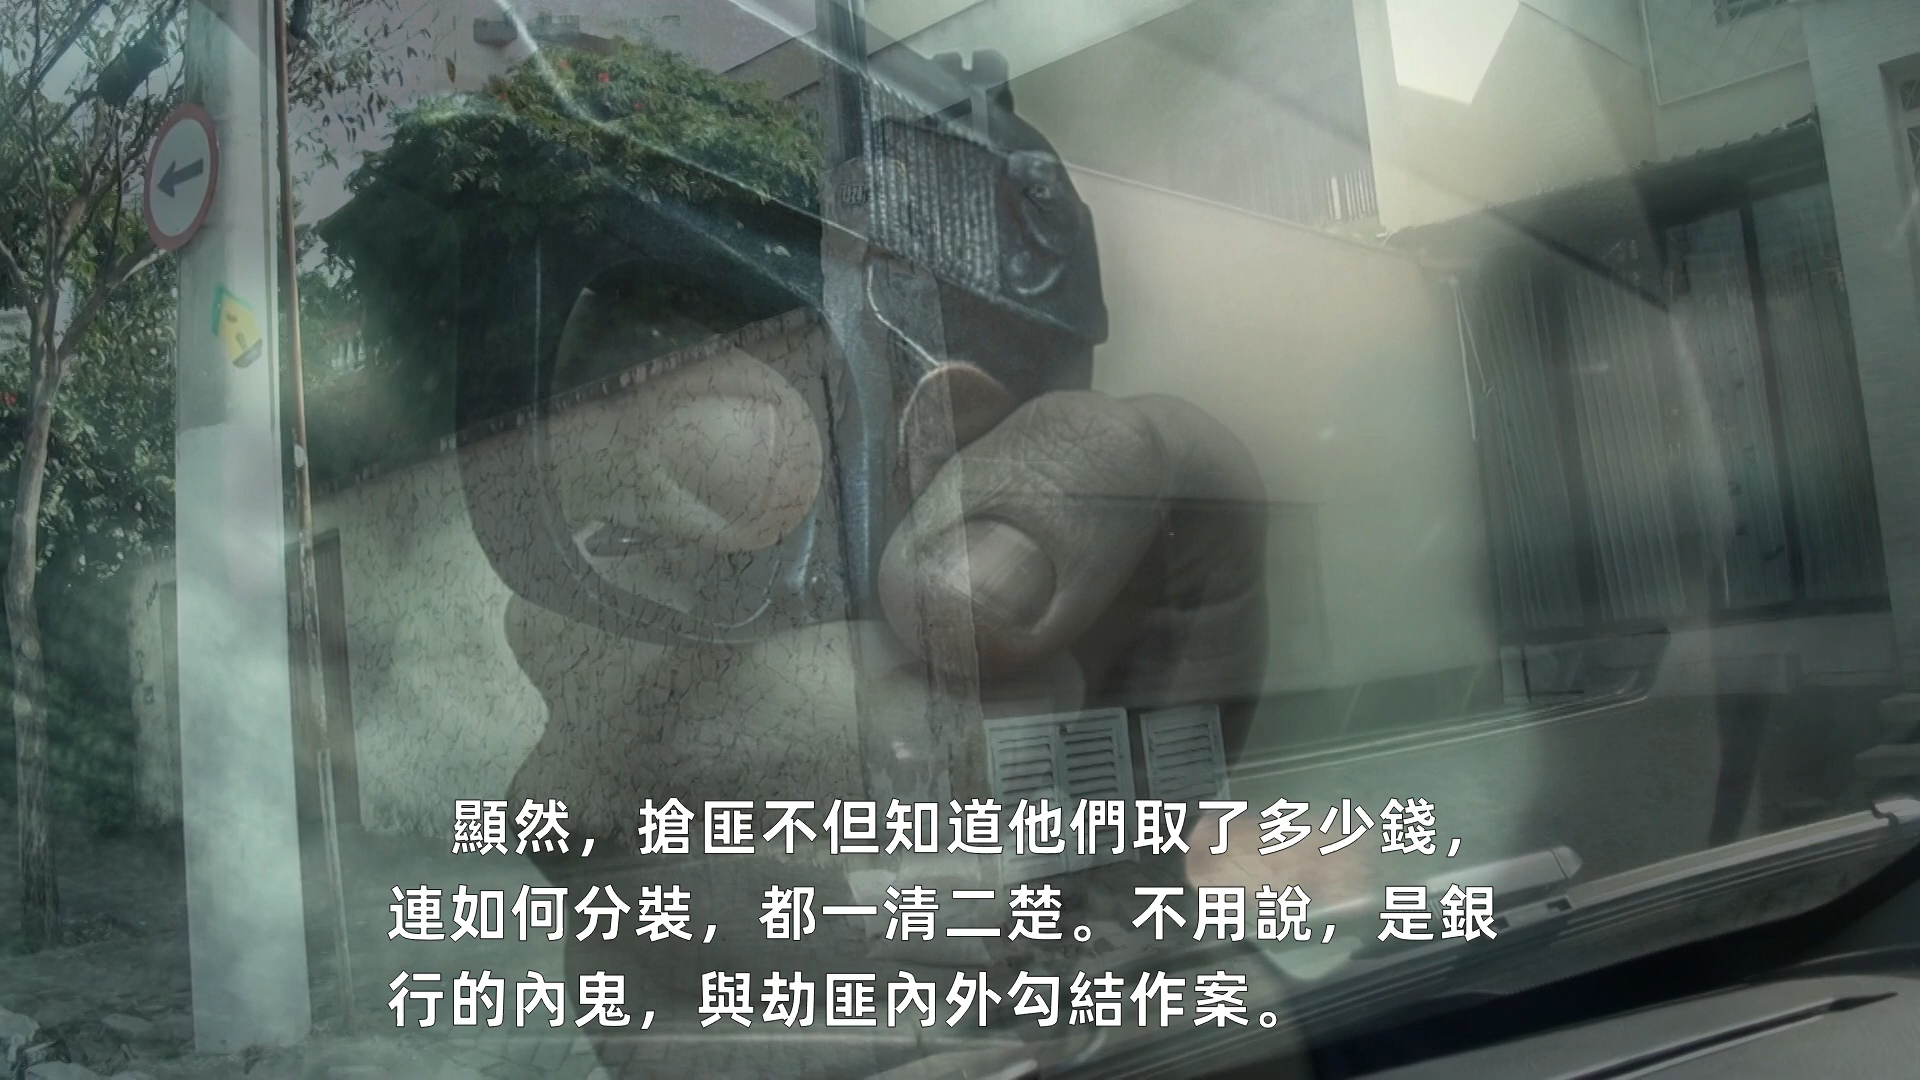 顯然，搶匪不但知道他們取了多少錢，
連如何分裝，都一清二楚。不用說，是銀
行的內鬼，與劫匪內外勾結作案。